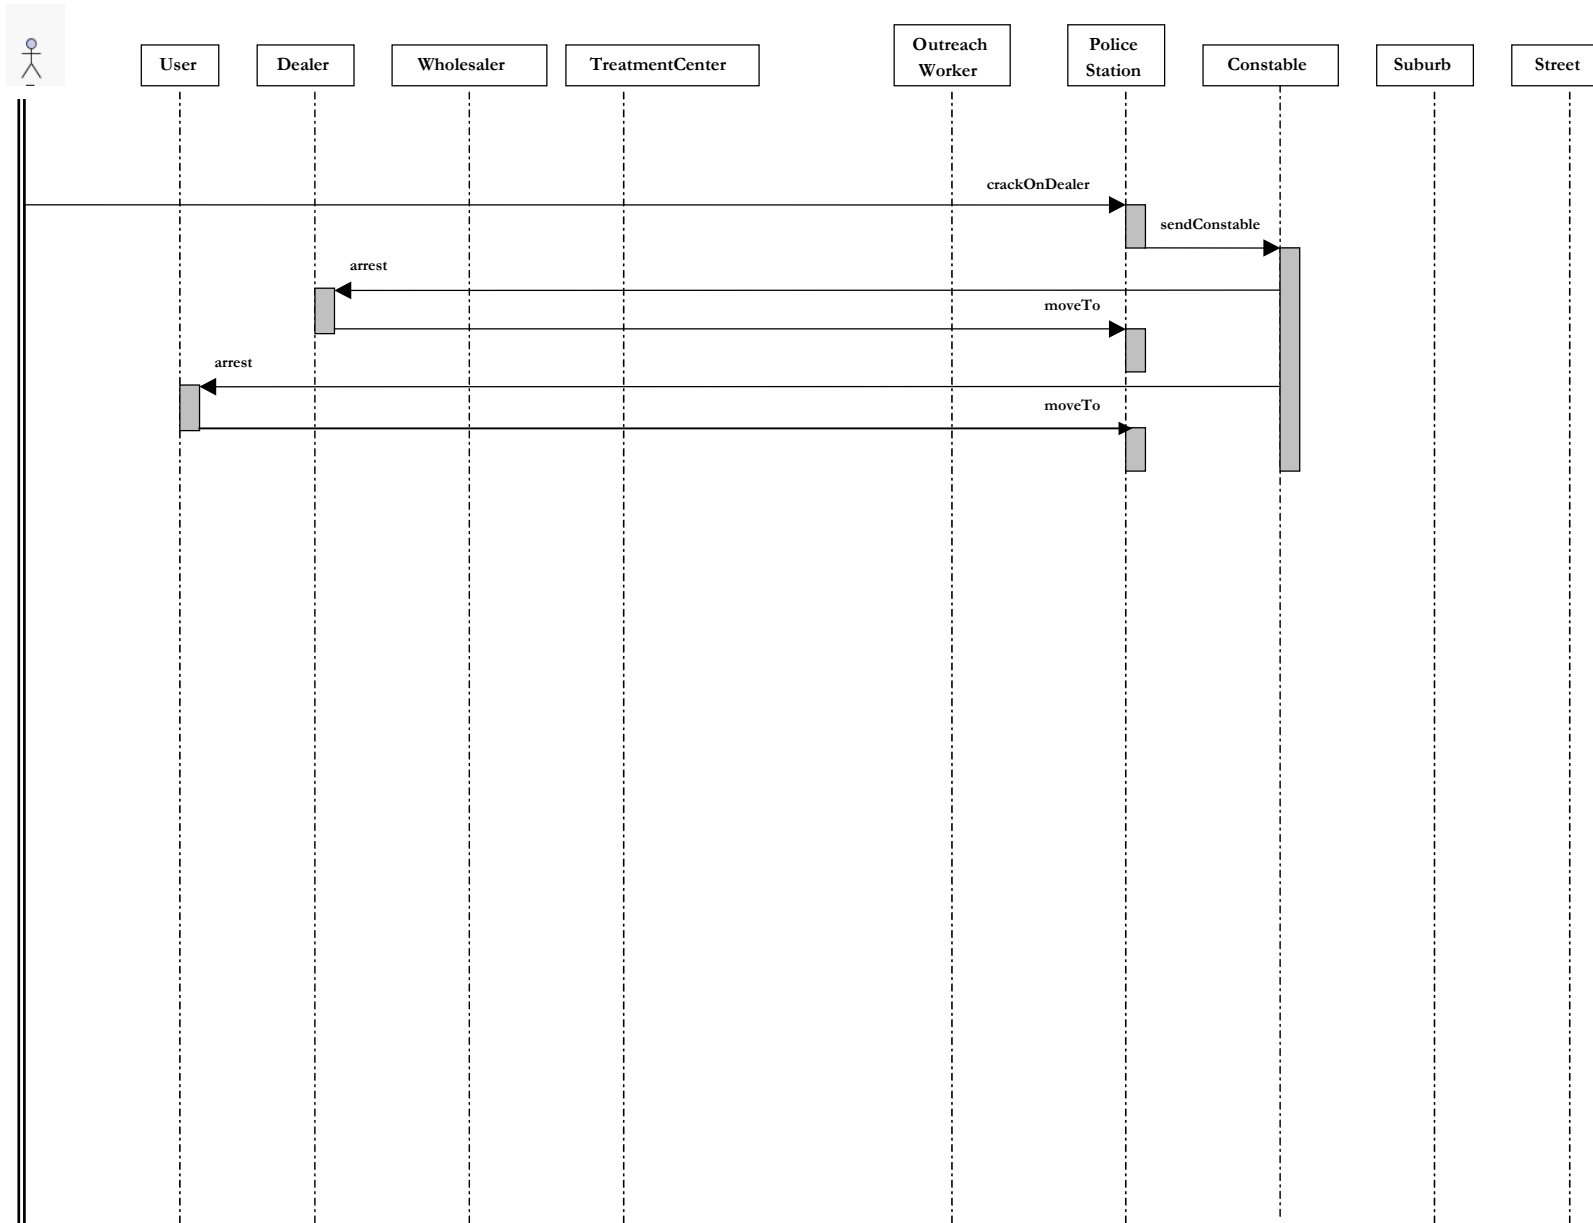 User
Dealer
Wholesaler
TreatmentCenter
Outreach
Worker
Police
Station
Constable
Suburb
Street
crackOnDealer
sendConstable
arrest
moveTo
arrest
moveTo